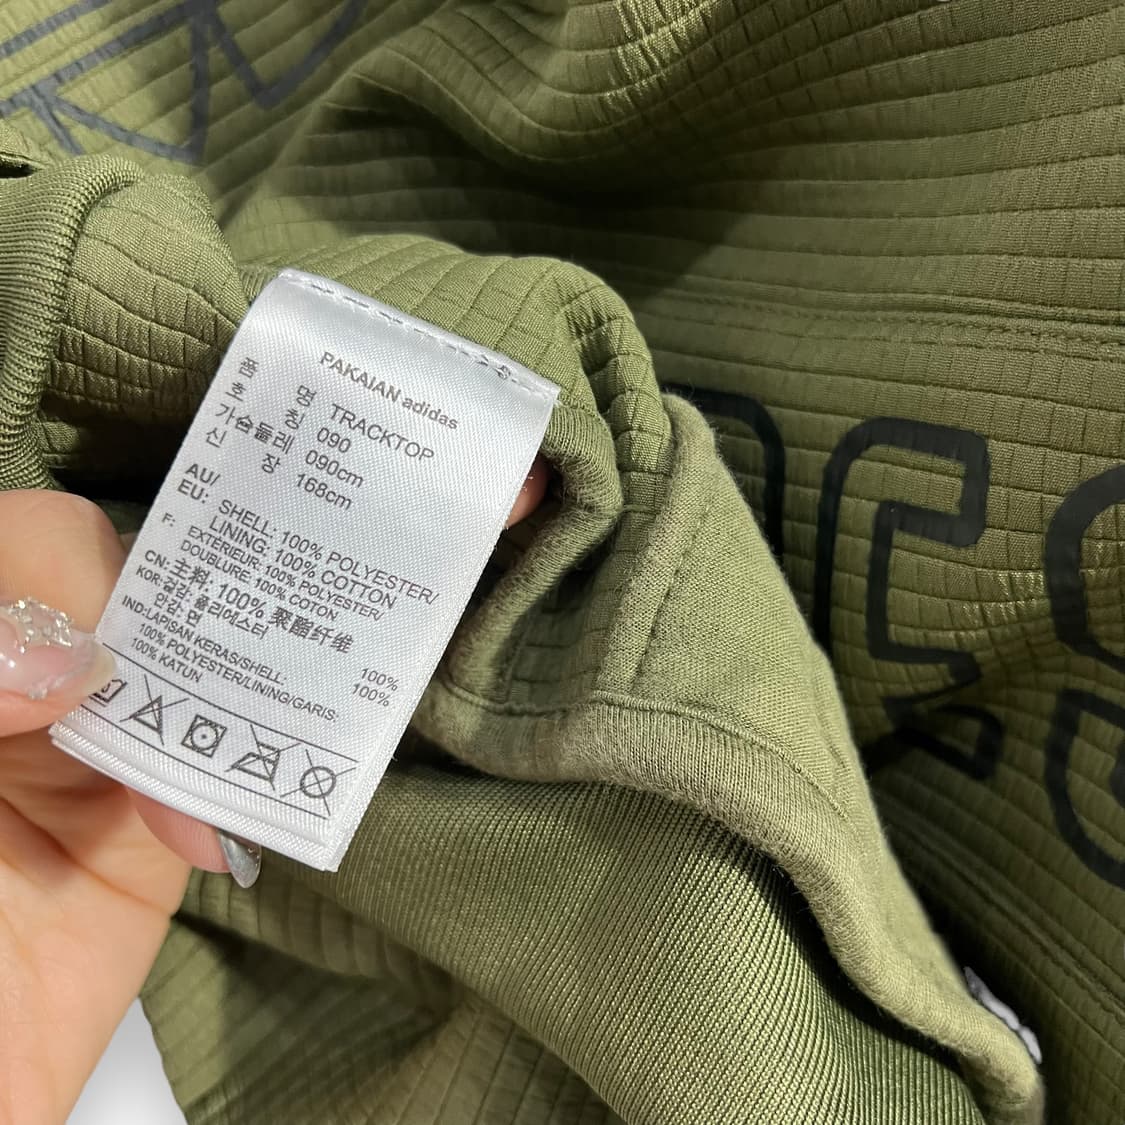 PAKAIAN adidas
품 명 TRACKTOP
호 칭 090
가슴둘레 090cm
신 장 168cm
AU/
EU: SHELL: 100% POLYESTER/
LINING: 100% COTTON
F: EXTÉRIEUR: 100% POLYESTER/
DOUBLURE: 100% COTON
CN: 主料: 100% 聚酯纤维
KOR: 겉감: 폴리에스터 100%
안감: 면 100%
IND:LAPISAN KERAS/SHELL:
100% POLYESTER/LINING/GARIS:
100% KATUN